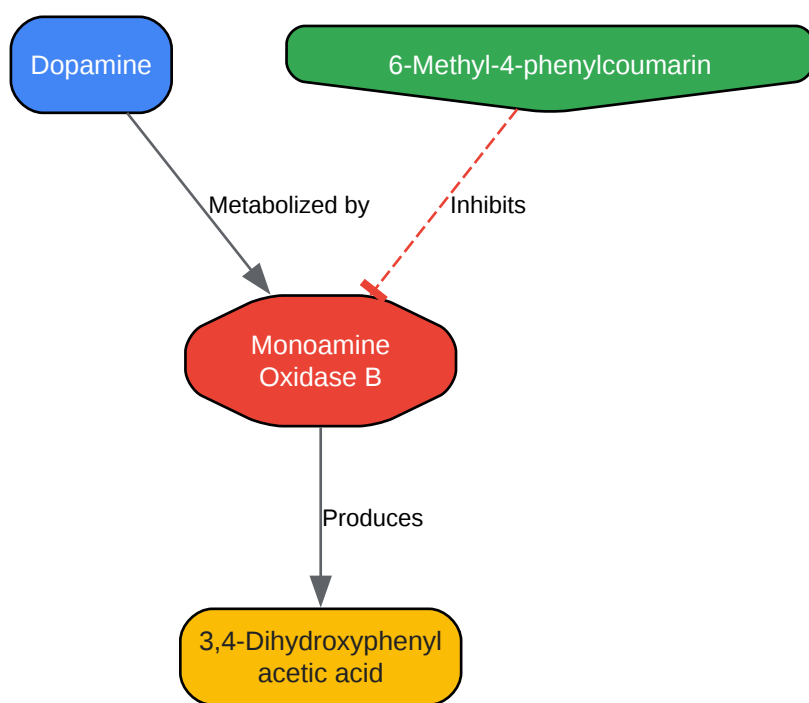 Dopamine
6-Methyl-4-phenylcoumarin
Metabolized by
Inhibits
Monoamine
Oxidase B
Produces
3,4-Dihydroxyphenyl
acetic acid